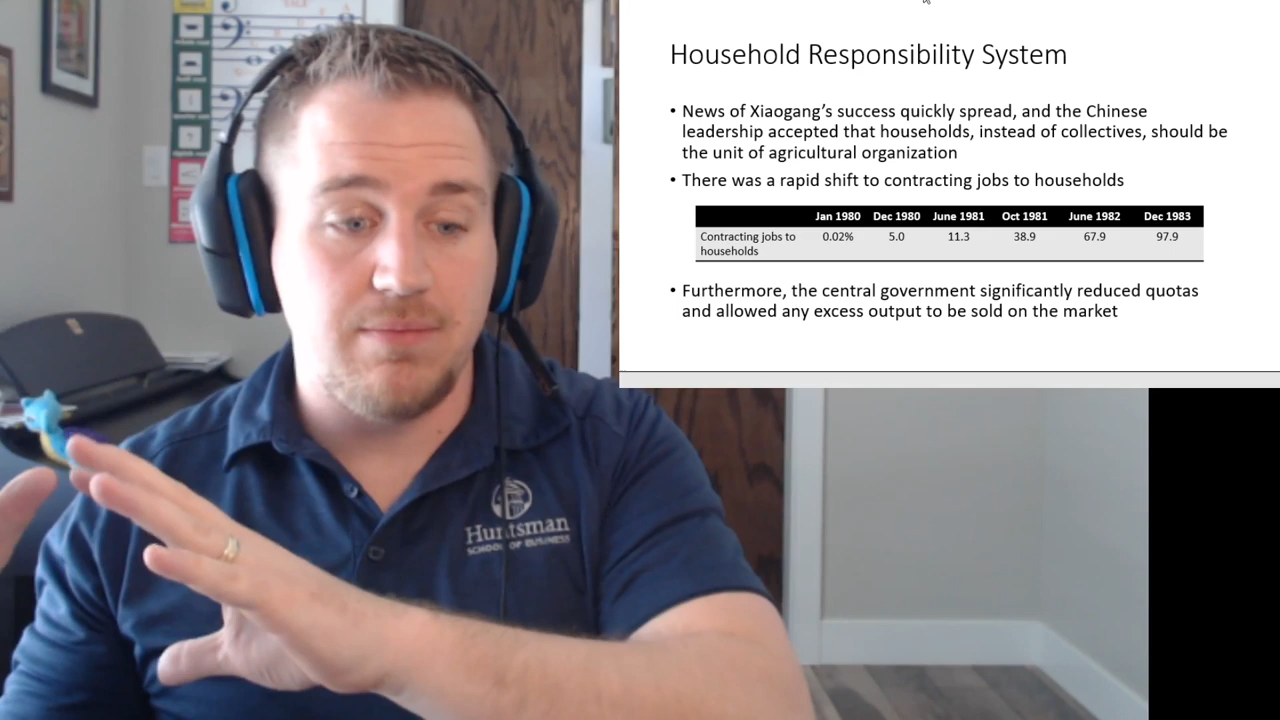 Household Responsibility System
• News of Xiaogang's success quickly spread, and the Chinese
leadership accepted that households, instead of collectives, should be
the unit of agricultural organization
• There was a rapid shift to contracting jobs to households
Jan 1980 Dec 1980 June 1981 Oct 1981 June 1982 Dec 1983
Contracting jobs to 0.02% 5.0 11.3 38.9 67.9 97.9
households
• Furthermore, the central government significantly reduced quotas
and allowed any excess output to be sold on the market
Huntsman
SCHOOL OF BUSINESS